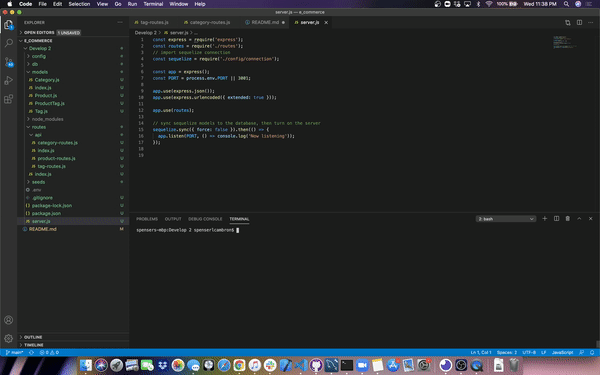 Code File Edit Selection View Go Run Terminal Window Help
100% Wed 11:38 PM
server.js — e_commerce
EXPLORER
tag-routes.js
category-routes.js
README.md
server.js
OPEN EDITORS 1 UNSAVED
E_COMMERCE
Develop 2
config
db
models
Category.js
index.js
Product.js
ProductTag.js
Tag.js
node_modules
routes
api
category-routes.js
index.js
product-routes.js
tag-routes.js
index.js
seeds
.env
.gitignore
package-lock.json
package.json
server.js
README.md
OUTLINE
TIMELINE
Develop 2 > server.js > ...
1 const express = require('express');
2 const routes = require('./routes');
3 // import sequelize connection
4 const sequelize = require('./config/connection');
5
6 const app = express();
7 const PORT = process.env.PORT || 3001;
8
9 app.use(express.json());
10 app.use(express.urlencoded({ extended: true }));
11
12 app.use(routes);
13
14 // sync sequelize models to the database, then turn on the server
15 sequelize.sync({ force: false }).then(() => {
16 app.listen(PORT, () => console.log('Now listening'));
17 });
18
19
PROBLEMS OUTPUT DEBUG CONSOLE TERMINAL
2: bash
spensers-mbp:Develop 2 spenserlcambron$
main* 0 0
Ln 1, Col 1 Spaces: 2 UTF-8 LF JavaScript